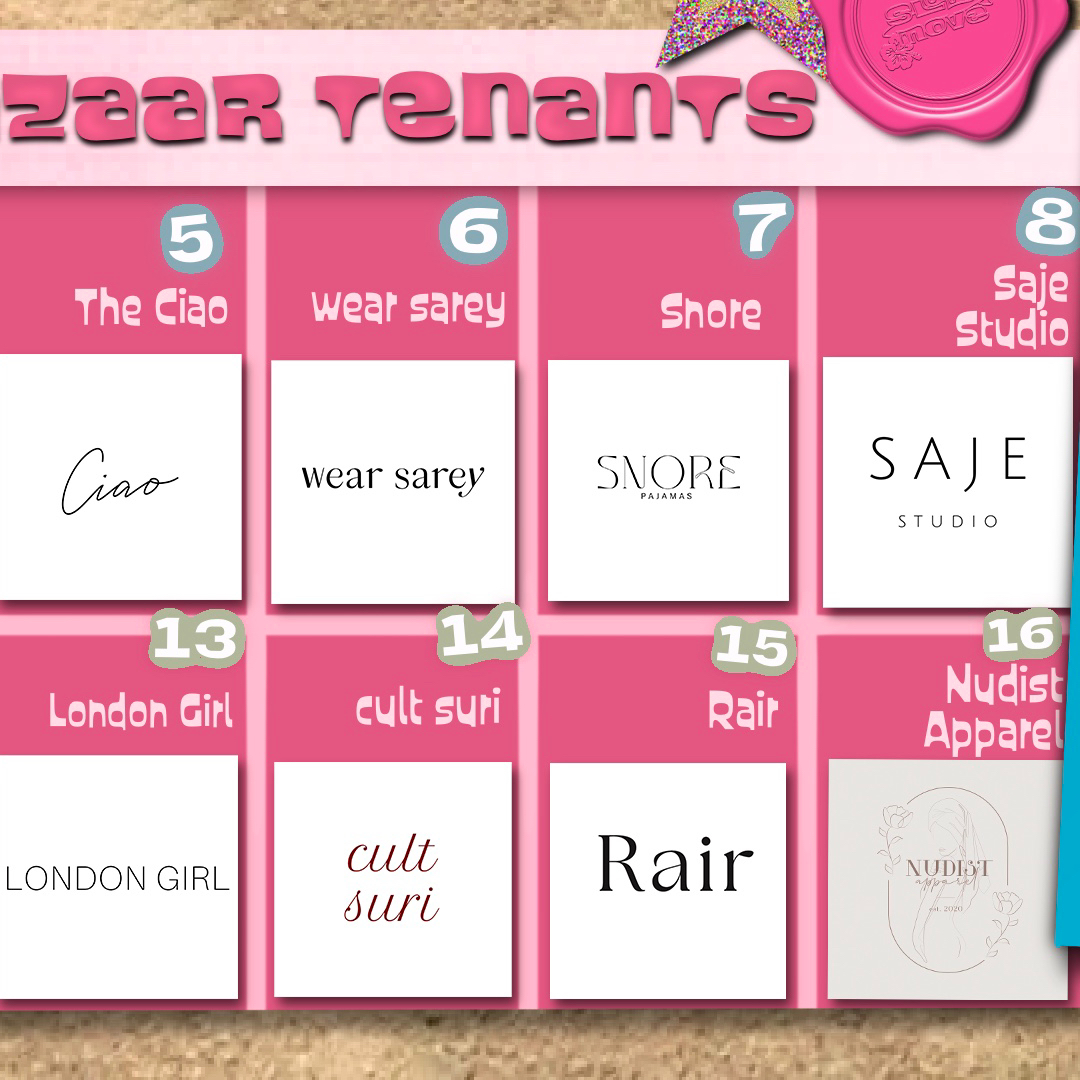 ZAAR TENANTS
5
The Ciao
Ciao
6
wear sarey
wear sarey
7
Snore
SNORE
PAJAMAS
8
Saje
Studio
SAJE
STUDIO
13
London Girl
LONDON GIRL
14
cult suri
cult
suri
15
Rair
Rair
16
Nudist
Apparel
NUDIST
apparel
est. 2020